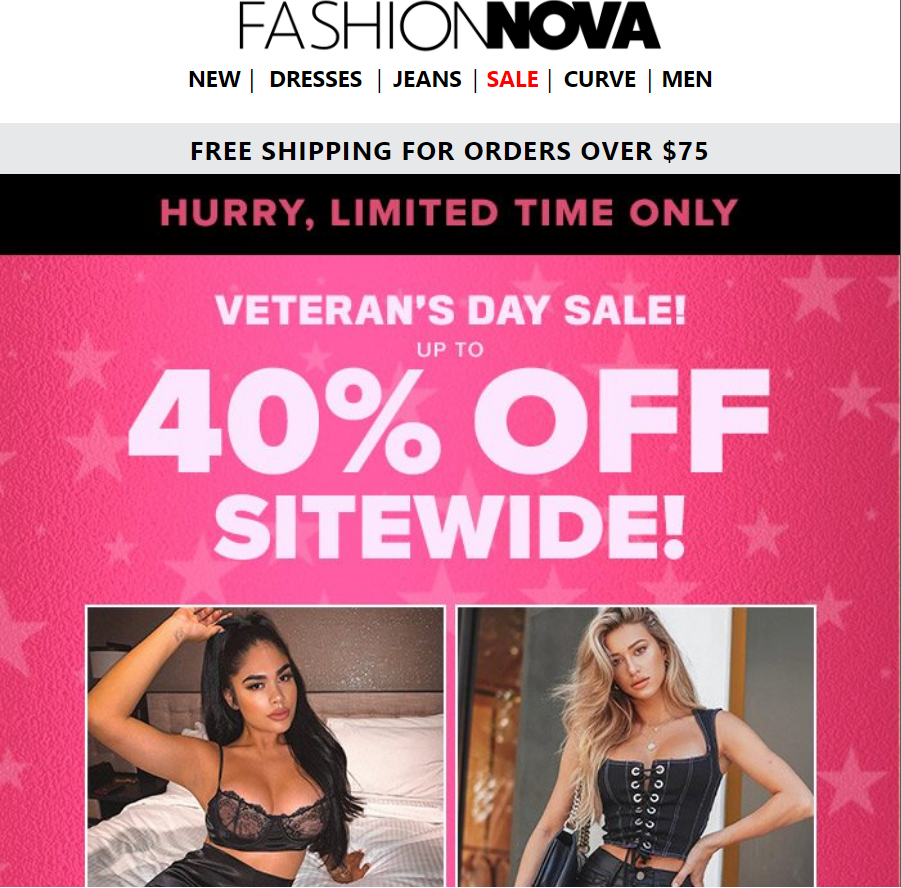 FASHIONNOVA
NEW | DRESSES | JEANS | SALE | CURVE | MEN
FREE SHIPPING FOR ORDERS OVER $75
HURRY, LIMITED TIME ONLY
VETERAN'S DAY SALE!
UP TO
40% OFF
SITEWIDE!